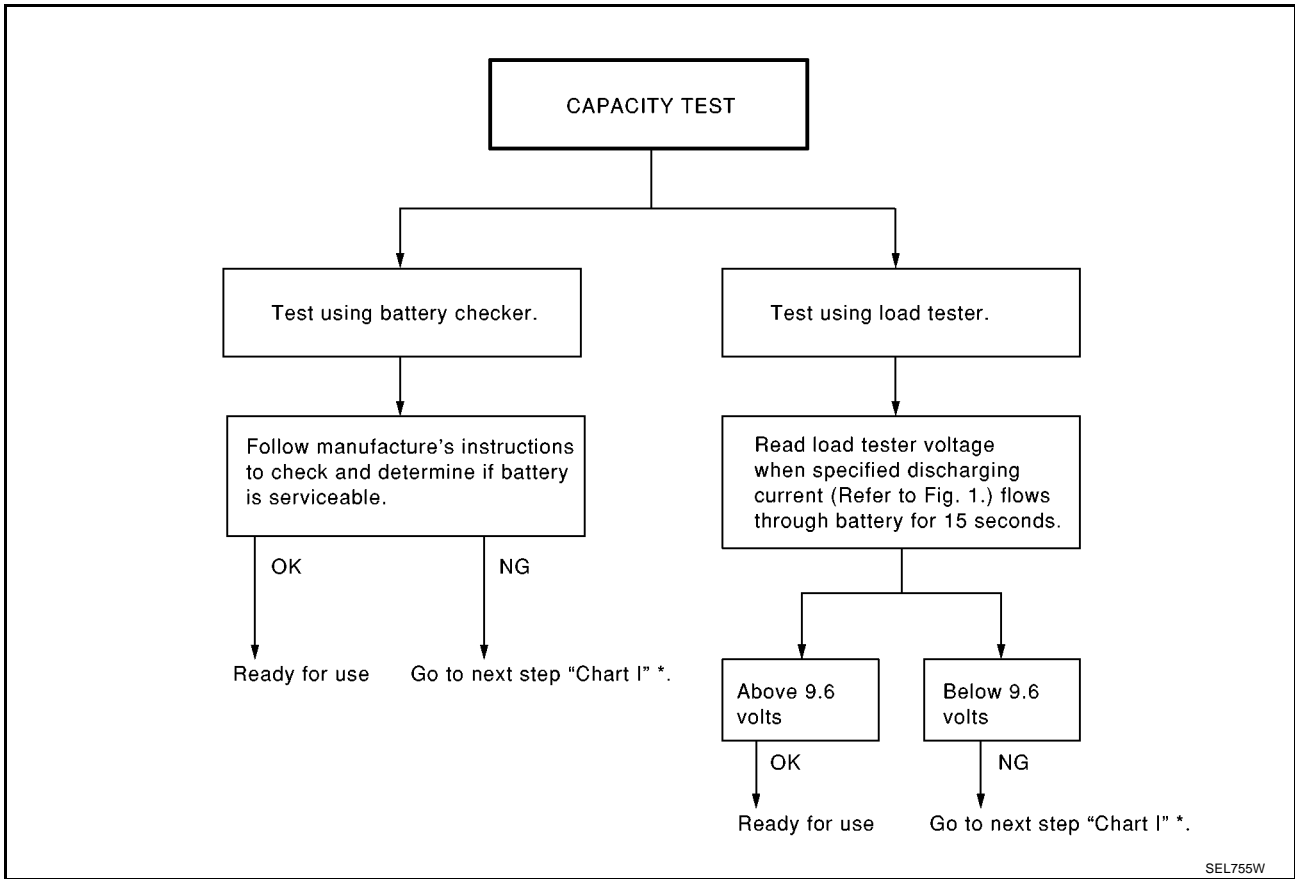 CAPACITY TEST
Test using battery checker.
Test using load tester.
Follow manufacture's instructions
to check and determine if battery
is serviceable.
Read load tester voltage
when specified discharging
current (Refer to Fig. 1.) flows
through battery for 15 seconds.
OK
NG
Ready for use
Go to next step “Chart I” *.
Above 9.6
volts
Below 9.6
volts
OK
NG
Ready for use
Go to next step “Chart I” *.
SEL755W